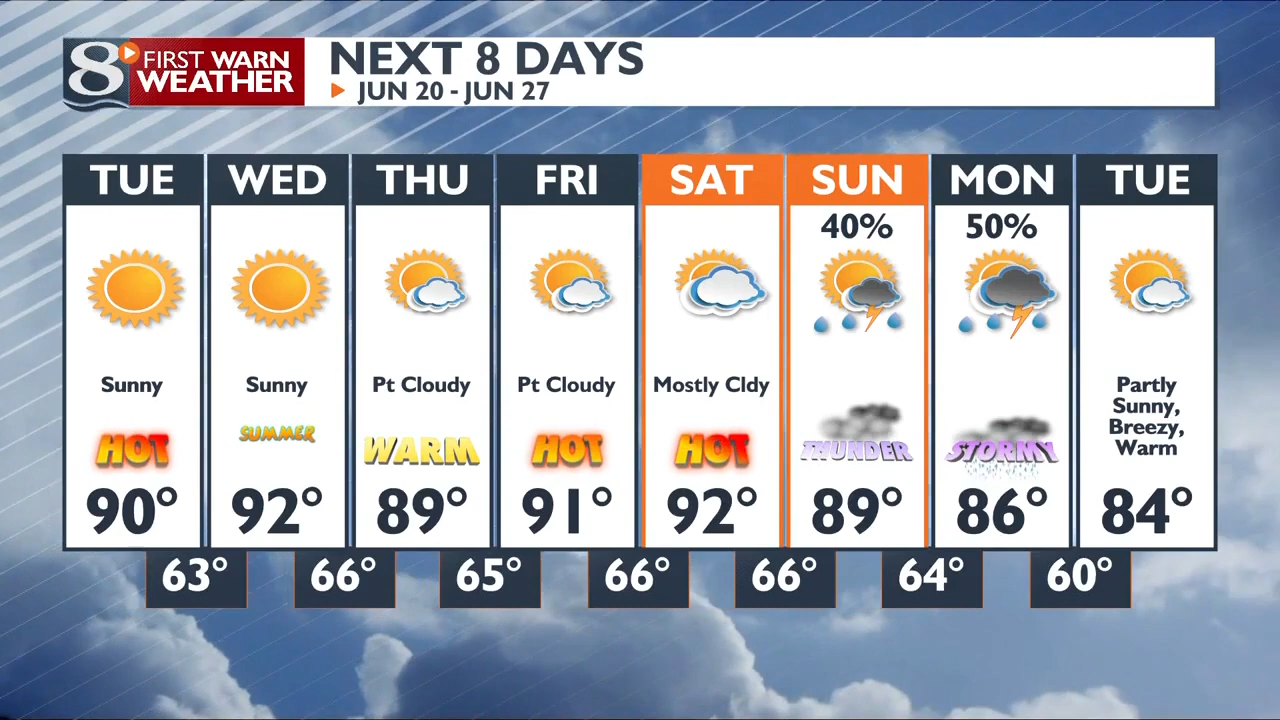 8 FIRST WARN
WEATHER
NEXT 8 DAYS
JUN 20 - JUN 27
TUE WED THU FRI SAT SUN MON TUE
40% 50%
Sunny Sunny Pt Cloudy Pt Cloudy Mostly Cldy Partly
Sunny,
Breezy,
Warm
HOT SUMMER WARM HOT HOT THUNDER STORMY
90° 92° 89° 91° 92° 89° 86° 84°
63° 66° 65° 66° 66° 64° 60°